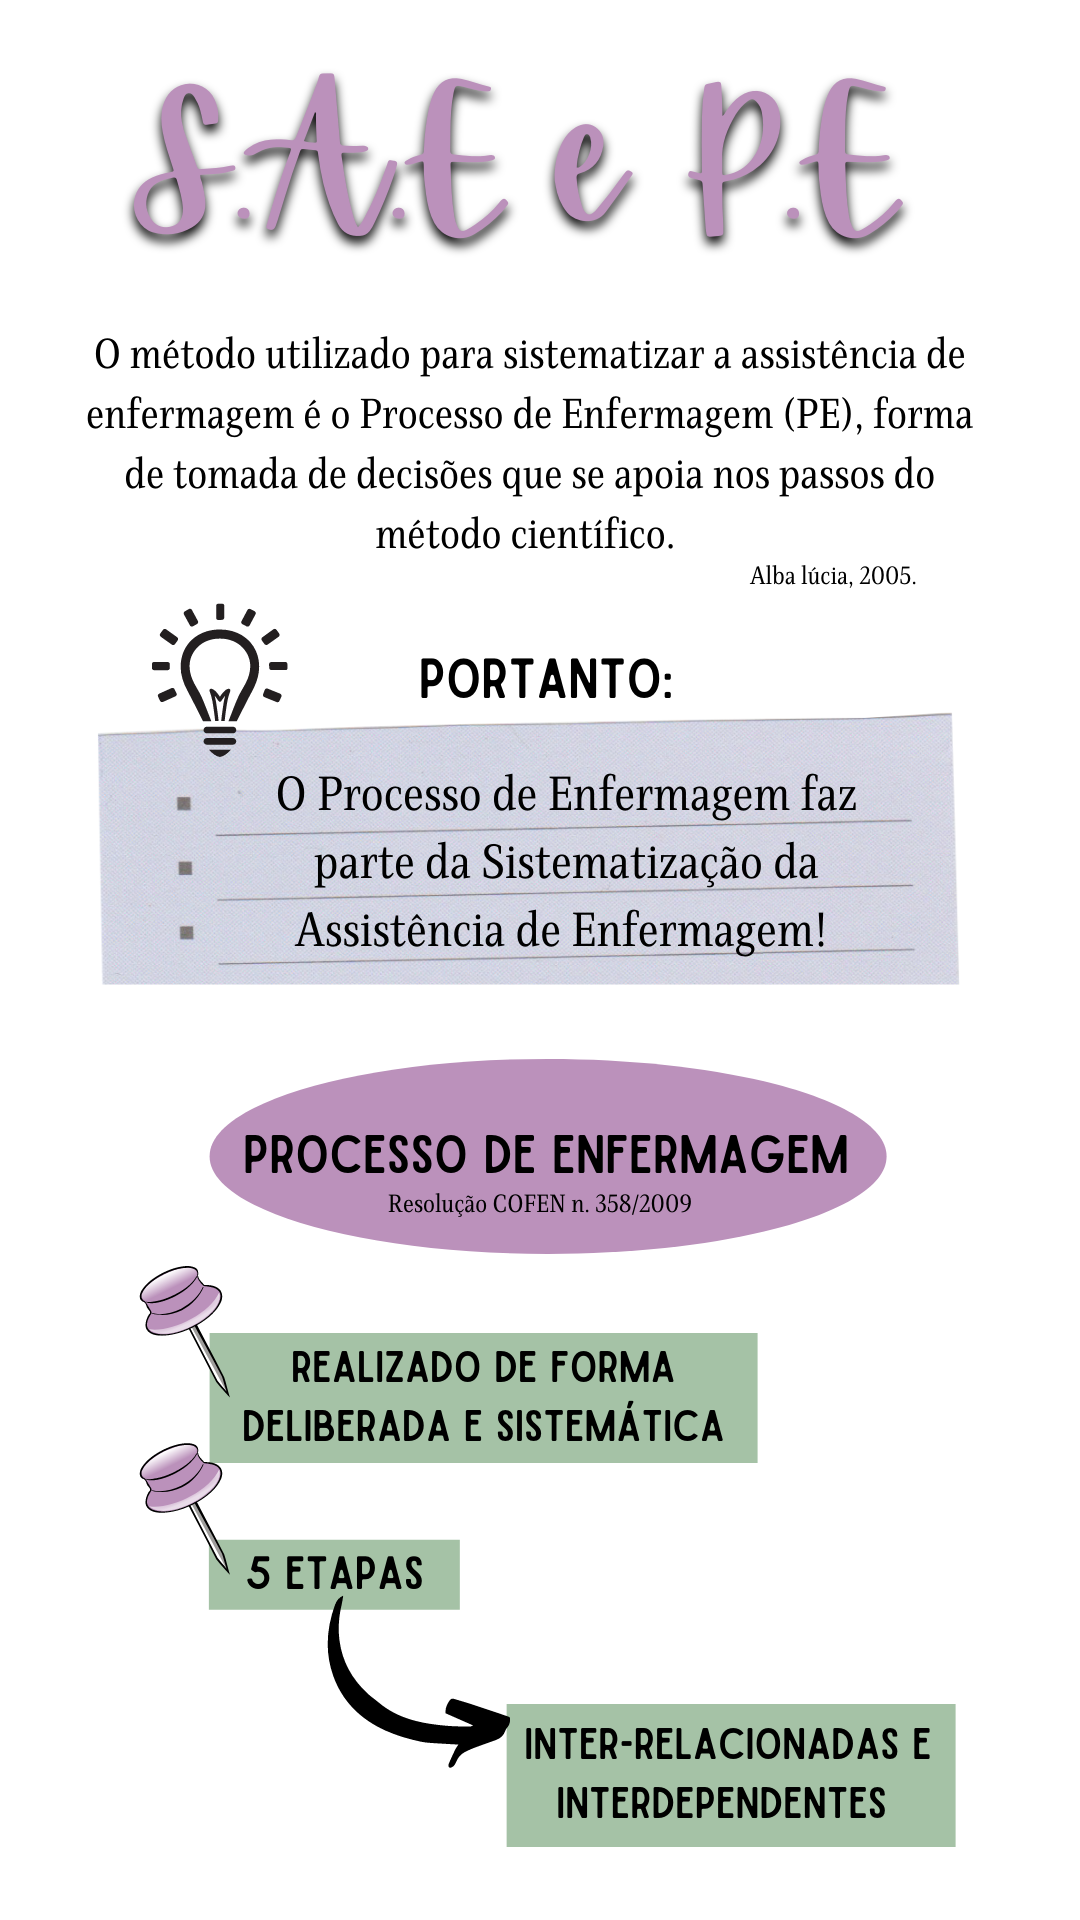 S.A.E e P.E
O método utilizado para sistematizar a assistência de
enfermagem é o Processo de Enfermagem (PE), forma
de tomada de decisões que se apoia nos passos do
método científico.
Alba lúcia, 2005.
PORTANTO:
O Processo de Enfermagem faz
parte da Sistematização da
Assistência de Enfermagem!
PROCESSO DE ENFERMAGEM
Resolução COFEN n. 358/2009
REALIZADO DE FORMA
DELIBERADA E SISTEMÁTICA
5 ETAPAS
INTER-RELACIONADAS E
INTERDEPENDENTES